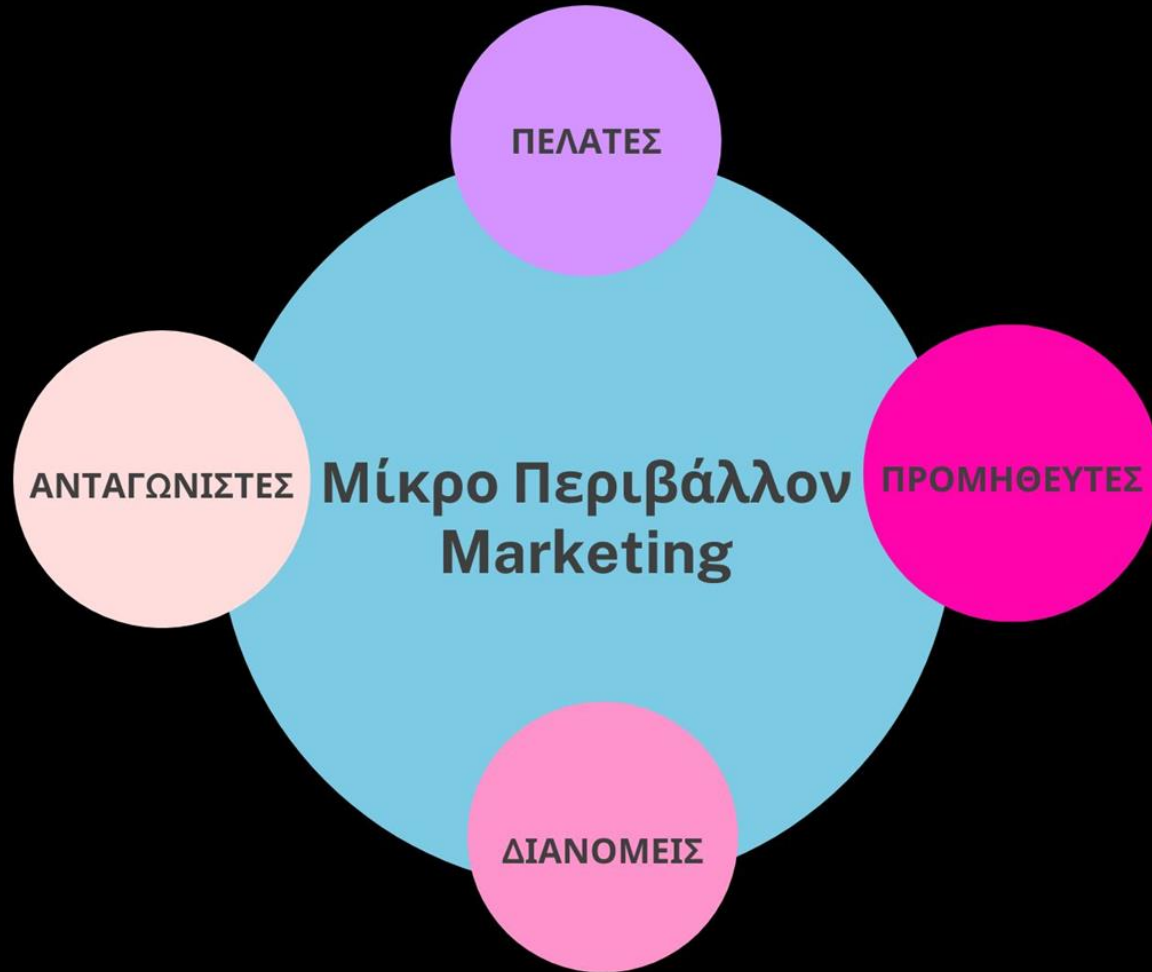 ΠΕΛΑΤΕΣ
ΑΝΤΑΓΩΝΙΣΤΕΣ
Μίκρο Περιβάλλον
Marketing
ΠΡΟΜΗΘΕΥΤΕΣ
ΔΙΑΝΟΜΕΙΣ